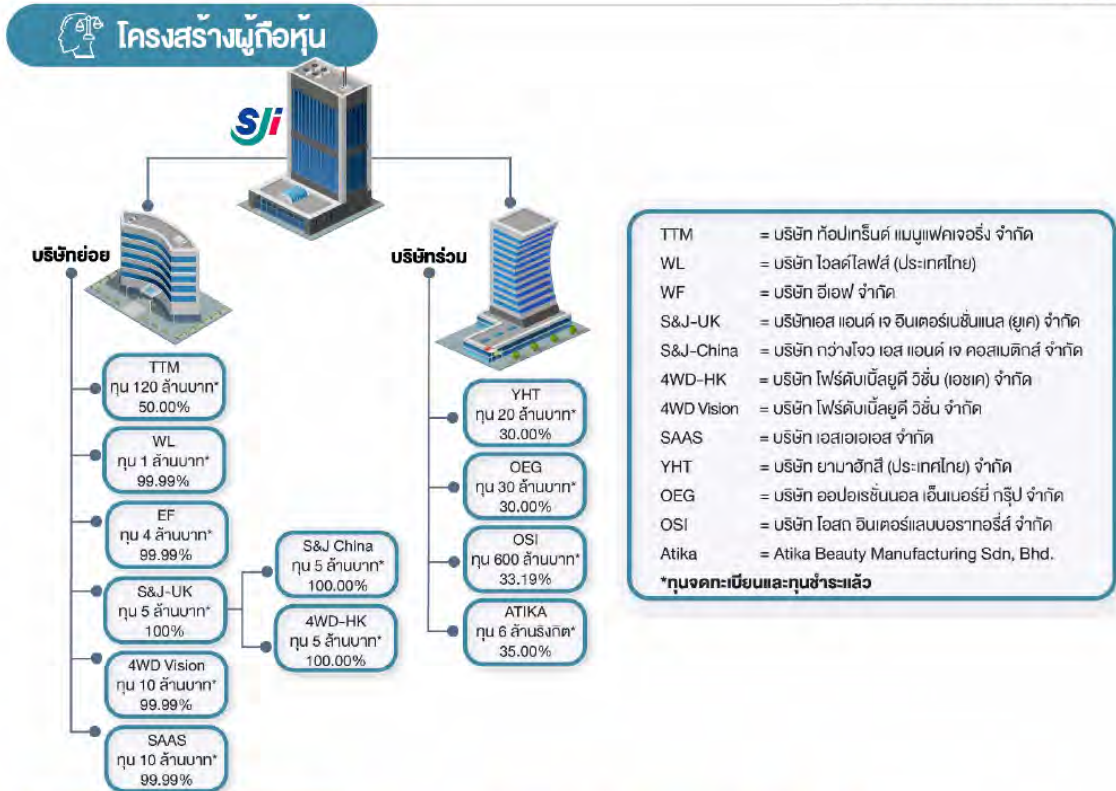 โครงสร้างผู้ถือหุ้น
SJi
บริษัทย่อย
TTM
ทุน 120 ล้านบาท*
50.00%
WL
ทุน 1 ล้านบาท*
99.99%
EF
ทุน 4 ล้านบาท*
99.99%
S&J-UK
ทุน 5 ล้านบาท*
100%
4WD Vision
ทุน 10 ล้านบาท*
99.99%
SAAS
ทุน 10 ล้านบาท*
99.99%
S&J China
ทุน 5 ล้านบาท*
100.00%
4WD-HK
ทุน 5 ล้านบาท*
100.00%
บริษัทร่วม
YHT
ทุน 20 ล้านบาท*
30.00%
OEG
ทุน 30 ล้านบาท*
30.00%
OSI
ทุน 600 ล้านบาท*
33.19%
ATIKA
ทุน 6 ล้านริงกิต*
35.00%
TTM = บริษัท ท้อปเทร็นด์ แมนูแฟคเจอริ่ง จำกัด
WL = บริษัท ไวลด์ไลฟส์ (ประเทศไทย)
WF = บริษัท อีเอฟ จำกัด
S&J-UK = บริษัทเอส แอนด์ เจ อินเตอร์เนชั่นแนล (ยูเค) จำกัด
S&J-China = บริษัท กว่างโจว เอส แอนด์ เจ คอสเมติกส์ จำกัด
4WD-HK = บริษัท โฟร์ดับเบิ้ลยูดี วิชั่น (เอชเค) จำกัด
4WD Vision = บริษัท โฟร์ดับเบิ้ลยูดี วิชั่น จำกัด
SAAS = บริษัท เอสเอเอเอส จำกัด
YHT = บริษัท ยามาฮัทสึ (ประเทศไทย) จำกัด
OEG = บริษัท ออปอเรชั่นนอล เอ็นเนอร์ยี่ กรุ๊ป จำกัด
OSI = บริษัท โอสถ อินเตอร์แลบบอราทอรี่ส์ จำกัด
Atika = Atika Beauty Manufacturing Sdn, Bhd.
*ทุนจดทะเบียนและทุนชำระแล้ว